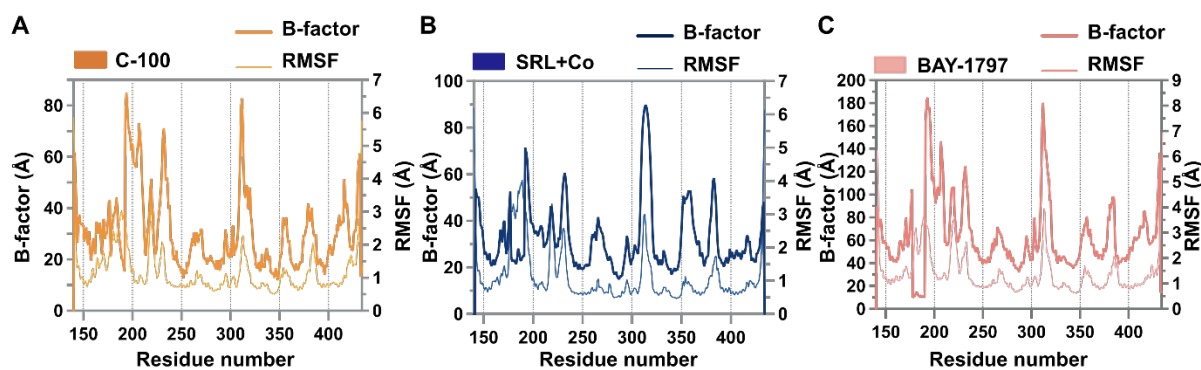 A
C-100
B-factor
RMSF
B-factor (Å)
80
60
40
20
0
7
6
5
4
3
2
1
0
RMSF (Å)
150 200 250 300 350 400
Residue number
B
SRL+Co
B-factor
RMSF
B-factor (Å)
100
80
60
40
20
0
7
6
5
4
3
2
1
0
RMSF (Å)
150 200 250 300 350 400
Residue number
C
BAY-1797
B-factor
RMSF
B-factor (Å)
200
180
160
140
120
100
80
60
40
20
0
9
8
7
6
5
4
3
2
1
0
RMSF (Å)
150 200 250 300 350 400
Residue number